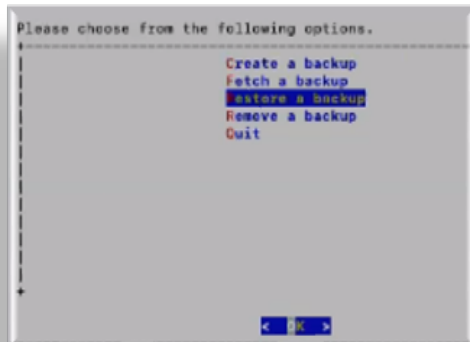 Please choose from the following options.
Create a backup
Fetch a backup
Restore a backup
Remove a backup
Quit
< OK >